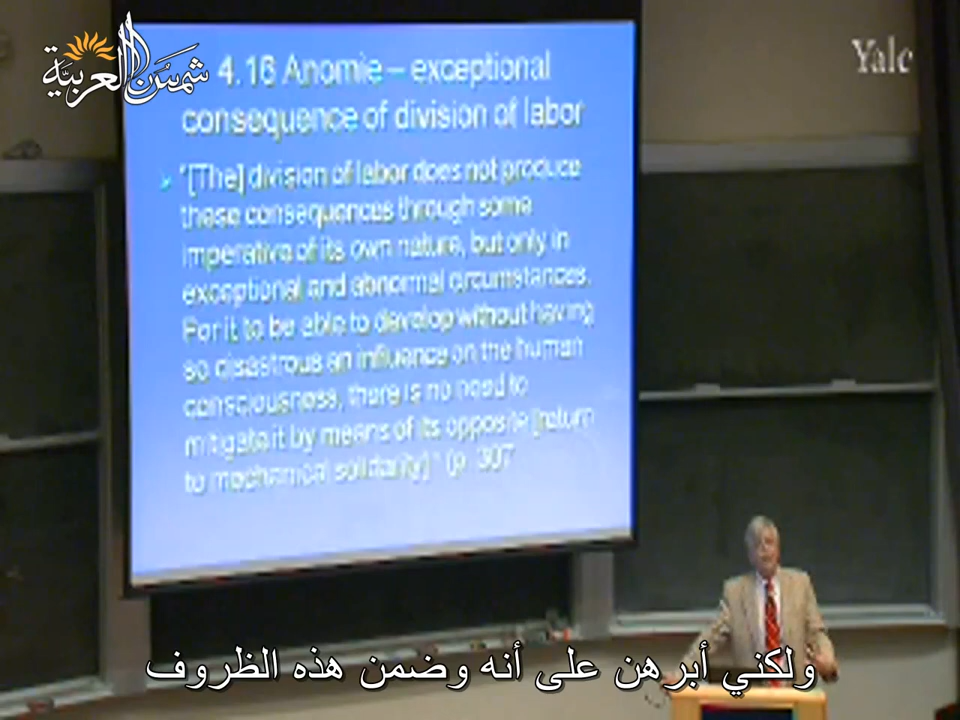 شمس العربية
Yale
4.16 Anomie – exceptional
consequence of division of labor
"[The] division of labor does not produce
these consequences through some
imperative of its own nature, but only in
exceptional and abnormal circumstances.
For it to be able to develop without having
so disastrous an influence on the human
consciousness, there is no need to
mitigate it by means of its opposite [return
to mechanical solidarity]." (p. 307
ولكني أبرهن على أنه وضمن هذه الظروف